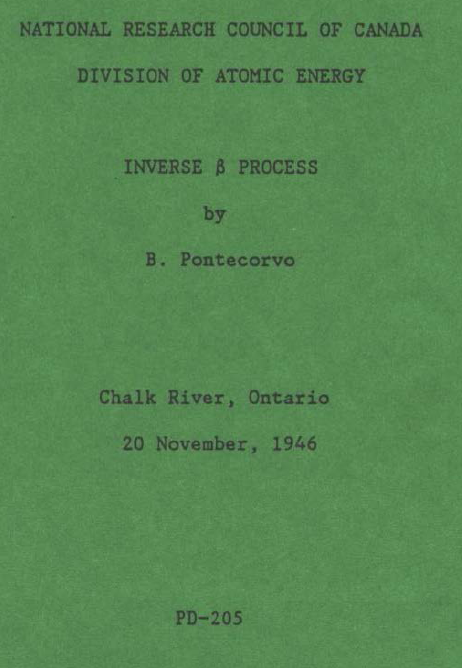 NATIONAL RESEARCH COUNCIL OF CANADA
DIVISION OF ATOMIC ENERGY
INVERSE β PROCESS
by
B. Pontecorvo
Chalk River, Ontario
20 November, 1946
PD-205